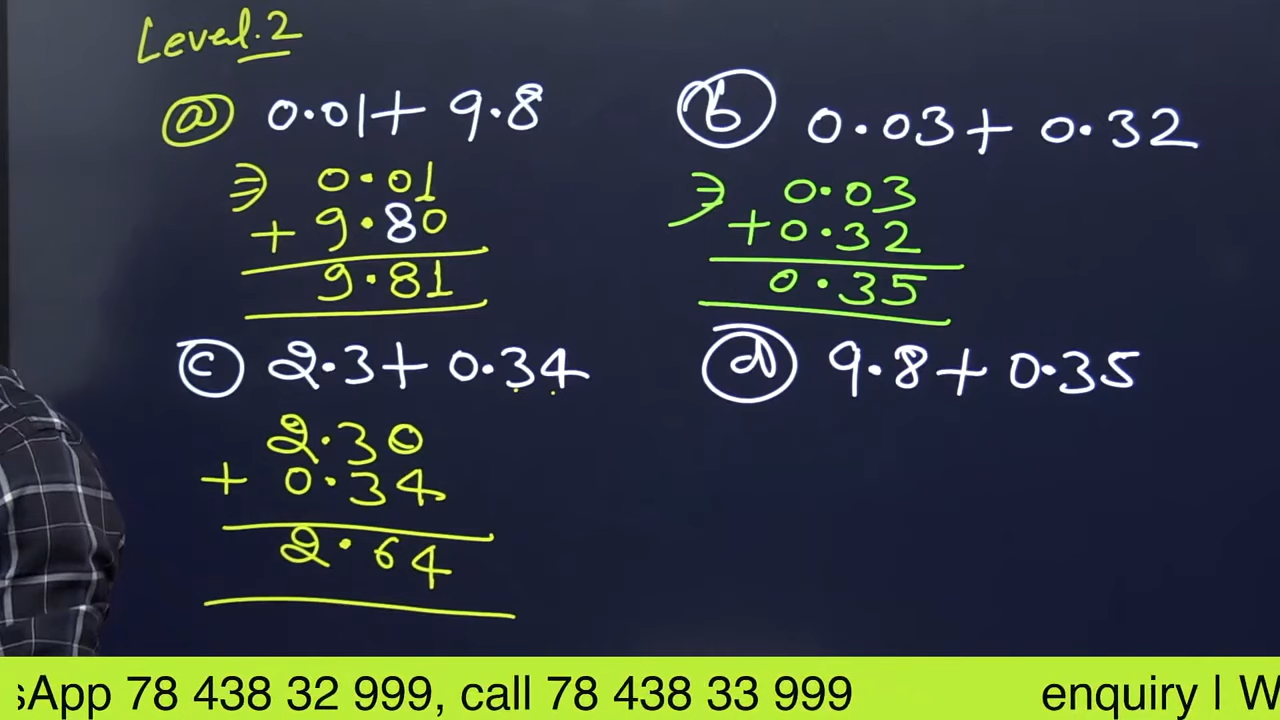 Level.2
ⓐ 0.01 + 9.8
⇒ 0.01
+ 9.80
9.81
ⓑ 0.03 + 0.32
⇒ 0.03
+ 0.32
0.35
ⓒ 2.3 + 0.34
2.30
+ 0.34
2.64
ⓓ 9.8 + 0.35
sApp 78 438 32 999, call 78 438 33 999 enquiry | W